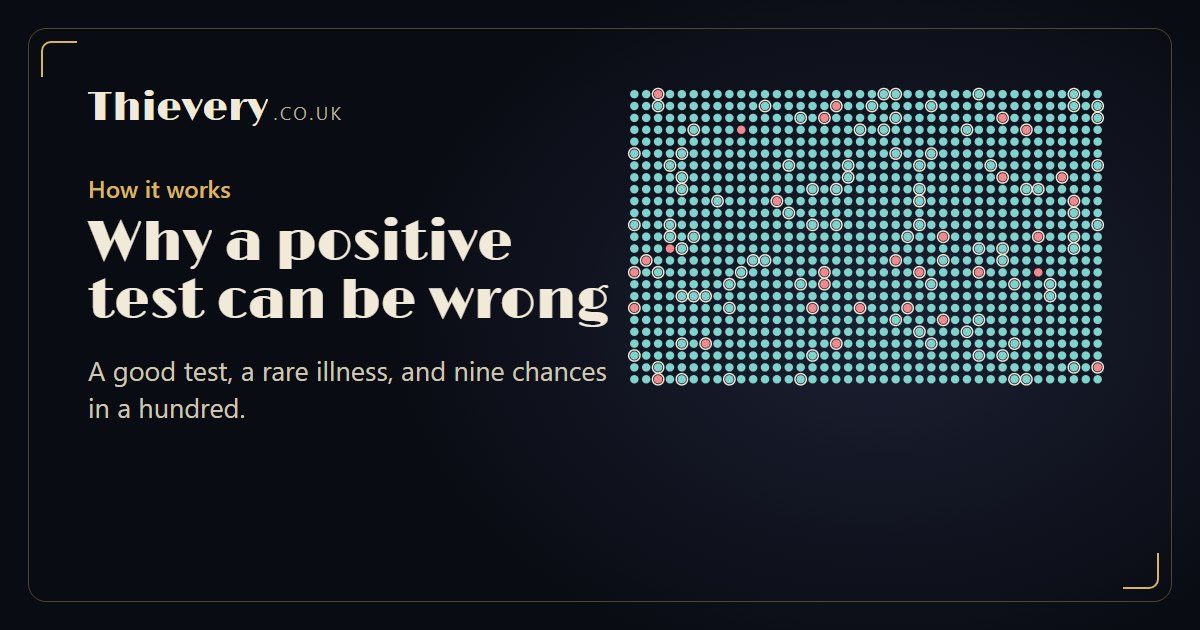 Thievery.CO.UK
How it works
Why a positive
test can be wrong
A good test, a rare illness, and nine chances
in a hundred.